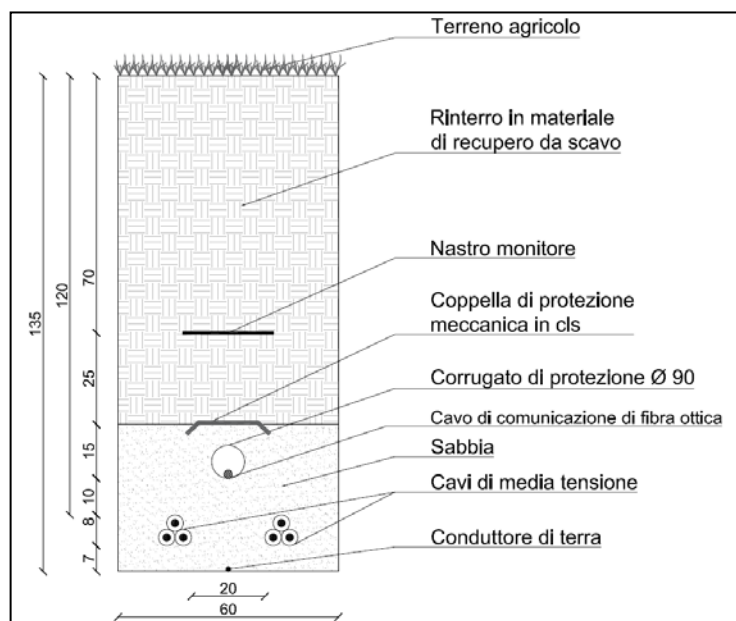 Terreno agricolo
Rinterro in materiale
di recupero da scavo
Nastro monitore
Coppella di protezione
meccanica in cls
Corrugato di protezione Ø 90
Cavo di comunicazione di fibra ottica
Sabbia
Cavi di media tensione
Conduttore di terra
135
120
70
25
15
10
8
7
20
60